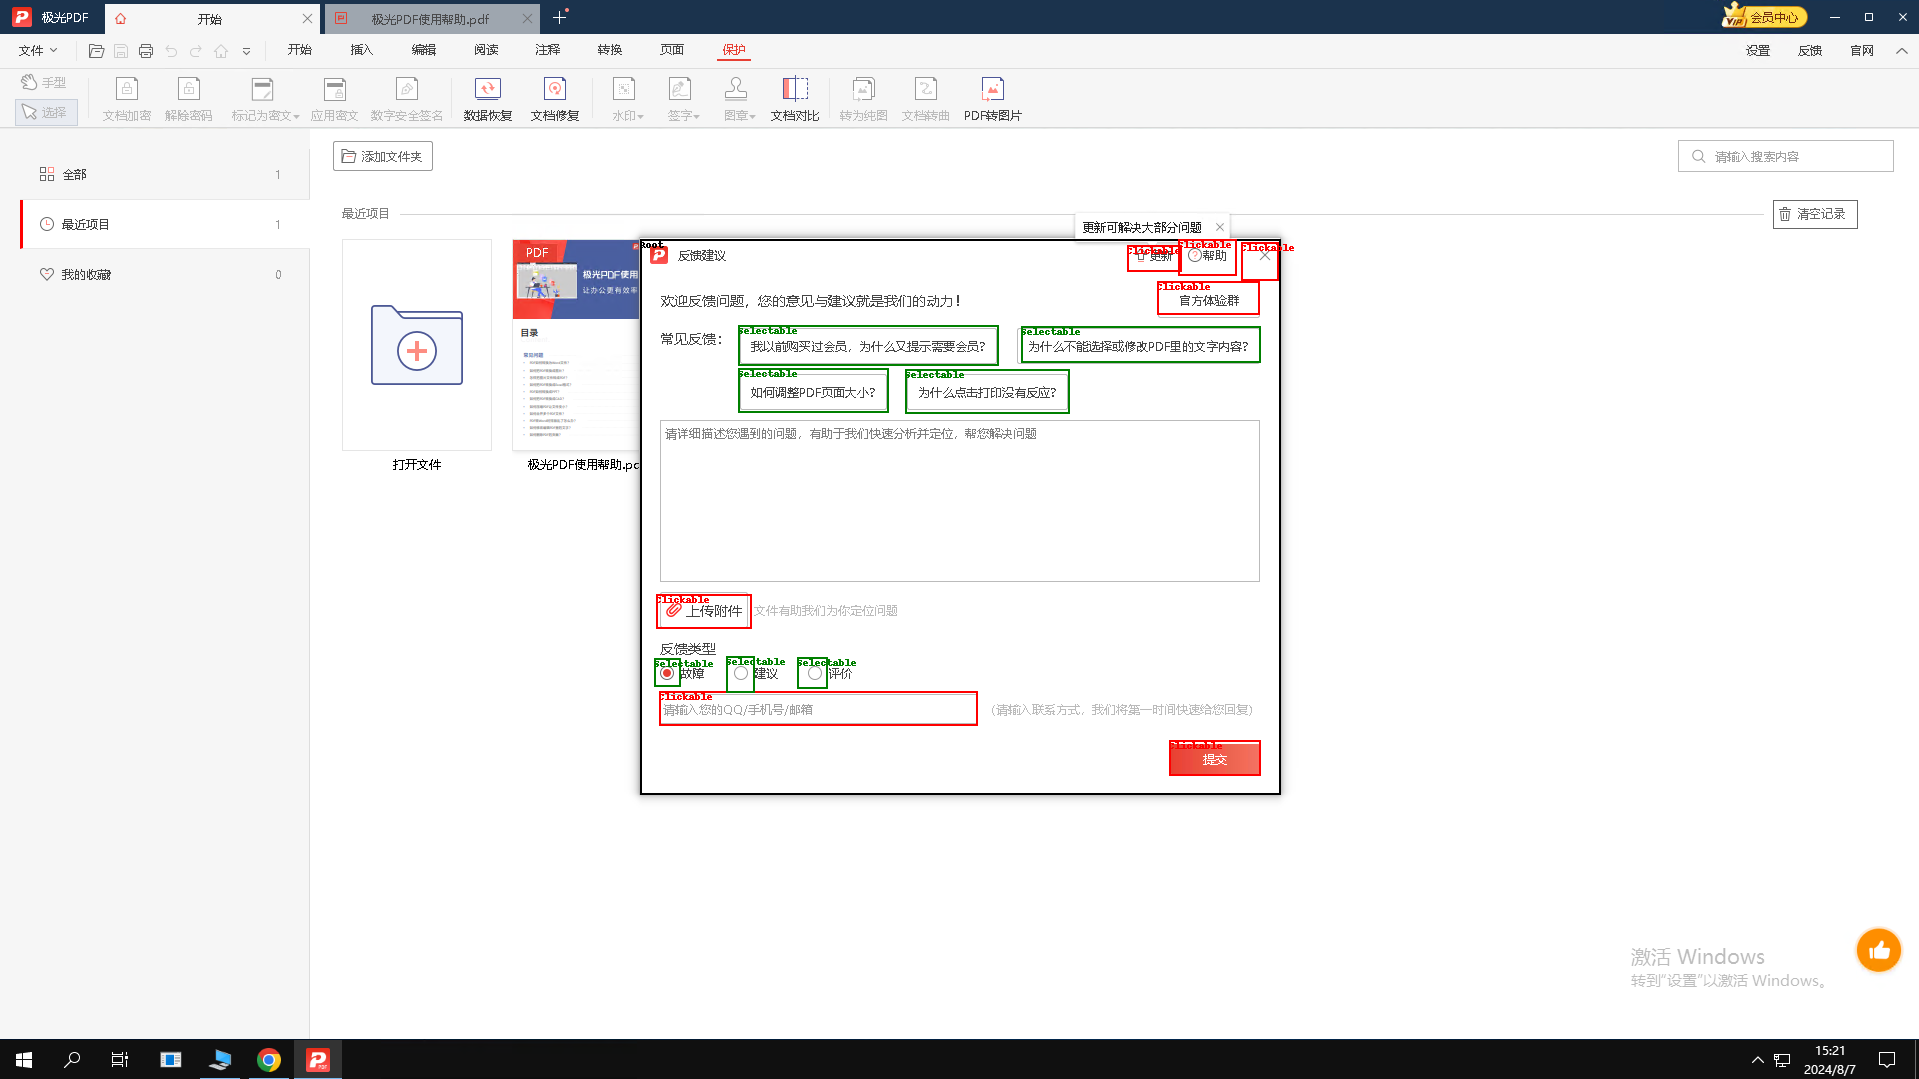 极光PDF
开始
极光PDF使用帮助.pdf
会员中心
文件
开始
插入
编辑
阅读
注释
转换
页面
保护
设置
反馈
官网
手型
选择
文档加密
解除密码
标记为密文
应用密文
数字安全签名
数据恢复
文档修复
水印
签字
图章
文档对比
转为纯图
文档转曲
PDF转图片
全部 1
最近项目 1
我的收藏 0
添加文件夹
请输入搜索内容
最近项目
清空记录
打开文件
PDF
极光PDF使用
让办公更有效率
目录
常见问题
极光PDF使用帮助.pd
更新可解决大部分问题
Root
反馈建议
Clickable
更新
Clickable
帮助
Clickable
欢迎反馈问题，您的意见与建议就是我们的动力！
Clickable
官方体验群
常见反馈：
Selectable
我以前购买过会员，为什么又提示需要会员?
Selectable
为什么不能选择或修改PDF里的文字内容?
Selectable
如何调整PDF页面大小?
Selectable
为什么点击打印没有反应?
请详细描述您遇到的问题，有助于我们快速分析并定位，帮您解决问题
Clickable
上传附件
文件有助我们为你定位问题
反馈类型
Selectable
故障
Selectable
建议
Selectable
评价
Clickable
请输入您的QQ/手机号/邮箱
（请输入联系方式，我们将第一时间快速给您回复）
Clickable
提交
激活 Windows
转到"设置"以激活 Windows。
15:21
2024/8/7